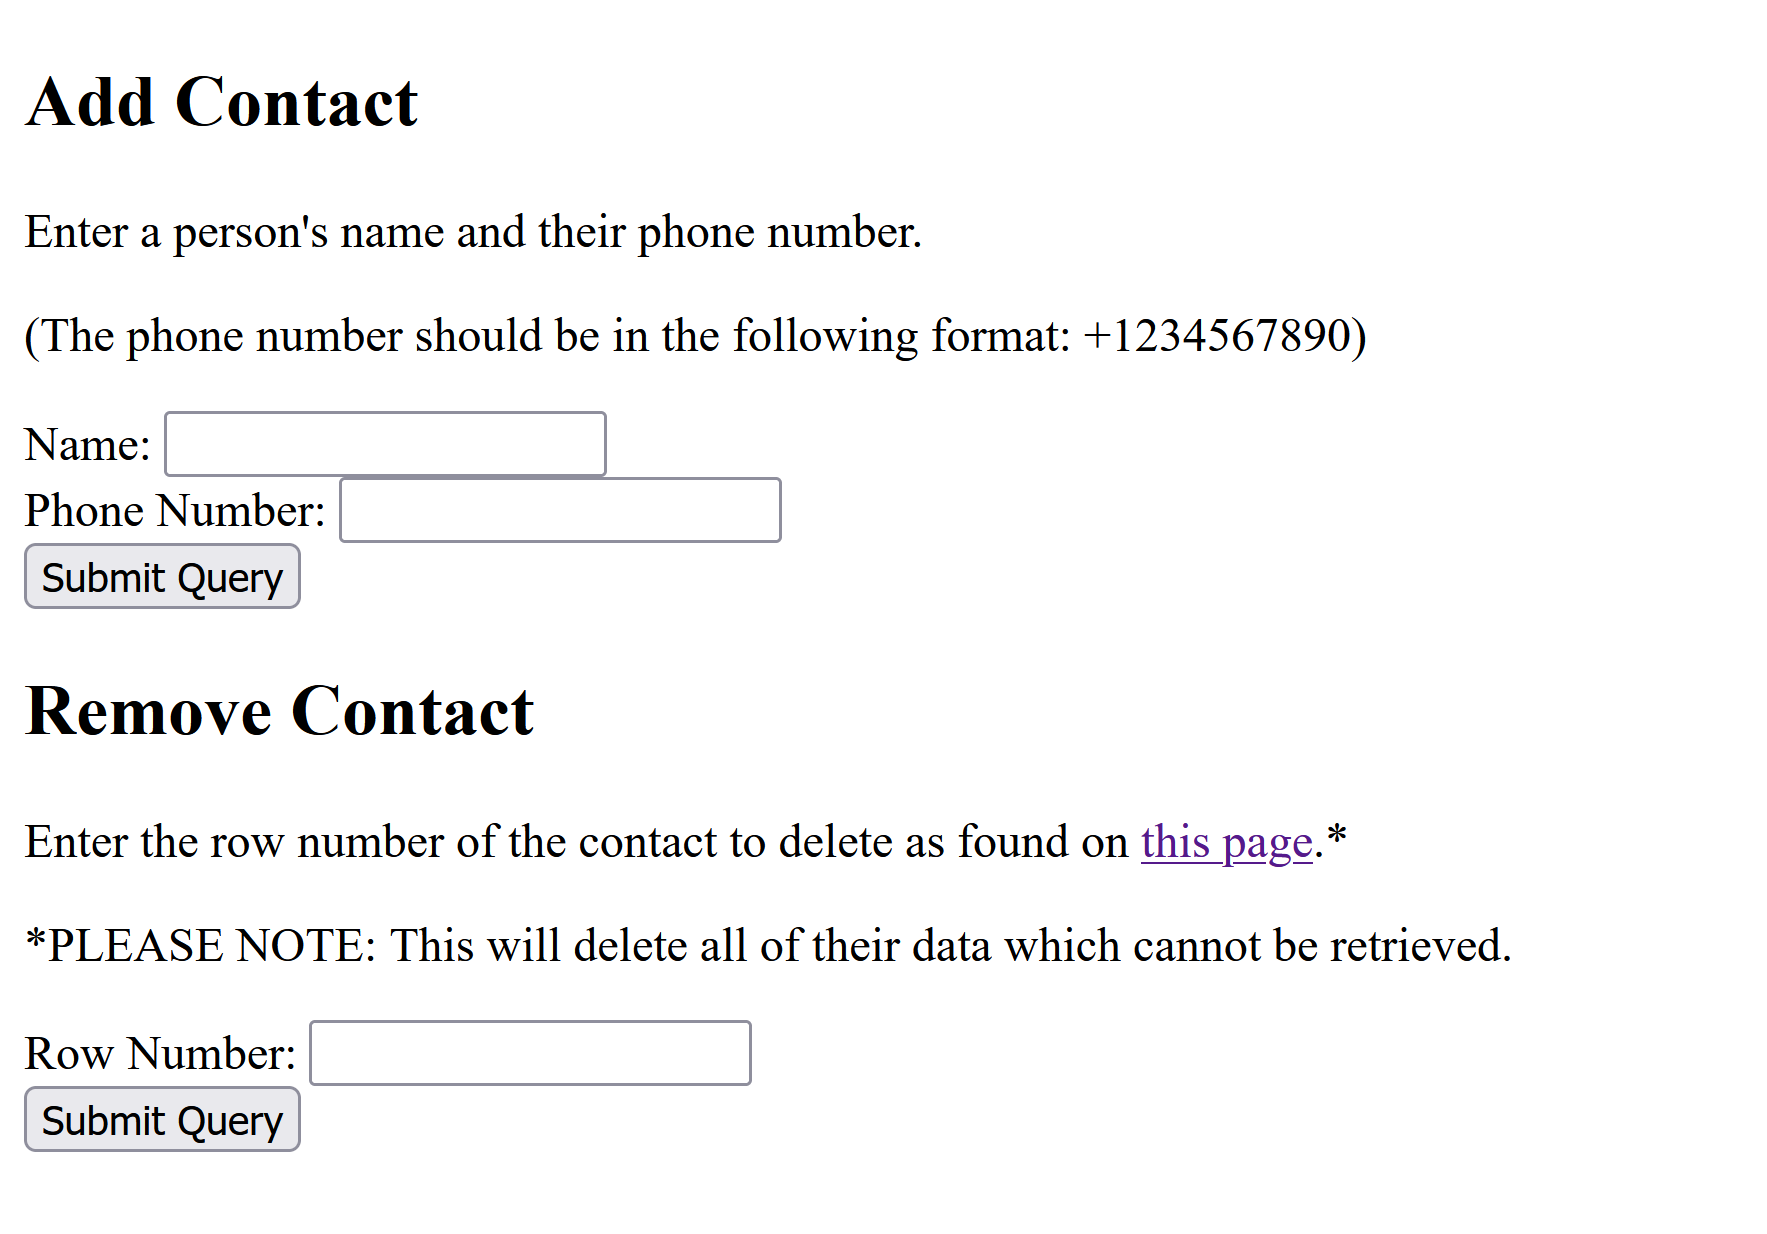 Add Contact
Enter a person's name and their phone number.
(The phone number should be in the following format: +1234567890)
Name:
Phone Number:
Submit Query
Remove Contact
Enter the row number of the contact to delete as found on this page.*
*PLEASE NOTE: This will delete all of their data which cannot be retrieved.
Row Number:
Submit Query